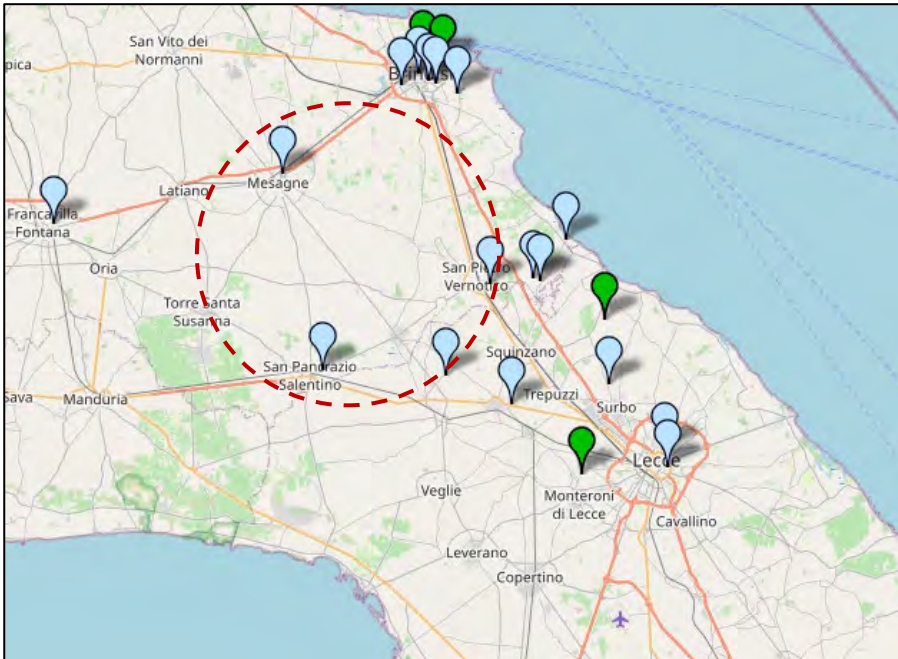 San Vito dei
Normanni
pica
Brindisi
Mesagne
Latiano
Francavilla
Fontana
Oria
San Pietro
Vernotico
Torre Santa
Susanna
Squinzano
San Pancrazio
Salentino
Sava
Manduria
Trepuzzi
Surbo
Lecce
Veglie
Monteroni
di Lecce
Cavallino
Leverano
Copertino